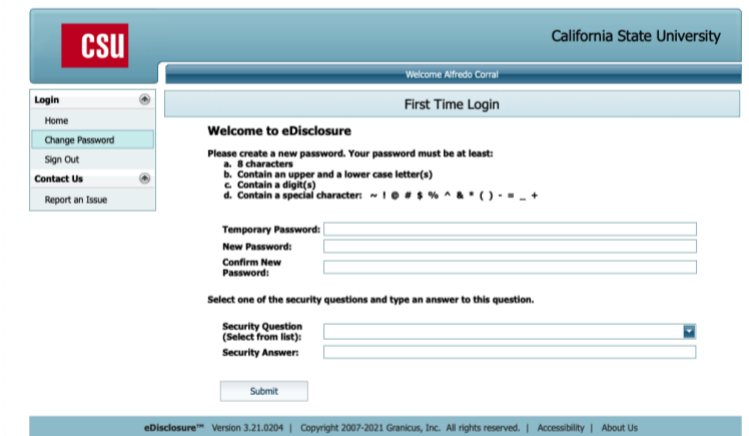 CSU
California State University
Welcome Alfredo Corral
Login
Home
Change Password
Sign Out
Contact Us
Report an Issue
First Time Login
Welcome to eDisclosure
Please create a new password. Your password must be at least:
a. 8 characters
b. Contain an upper and a lower case letter(s)
c. Contain a digit(s)
d. Contain a special character: ~ ! @ # $ % ^ & * ( ) - = _ +
Temporary Password:
New Password:
Confirm New
Password:
Select one of the security questions and type an answer to this question.
Security Question
(Select from list):
Security Answer:
Submit
eDisclosure™ Version 3.21.0204 | Copyright 2007-2021 Granicus, Inc. All rights reserved. | Accessibility | About Us